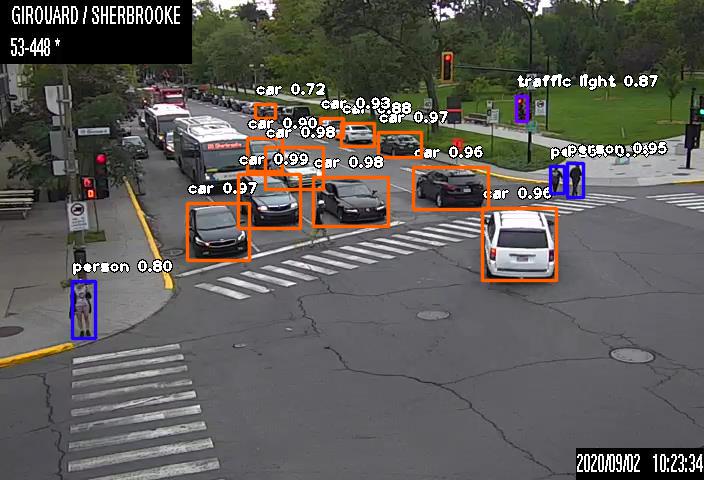 GIROUARD / SHERBROOKE
53-448 *
car 0.72
traffic light 0.87
car 0.93
0.88
car 0.90
car 0.97
car 0.98
person 0.95
car 0.99
car 0.98
car 0.96
car 0.97
car 0.96
person 0.80
2020/09/02 10:23:34